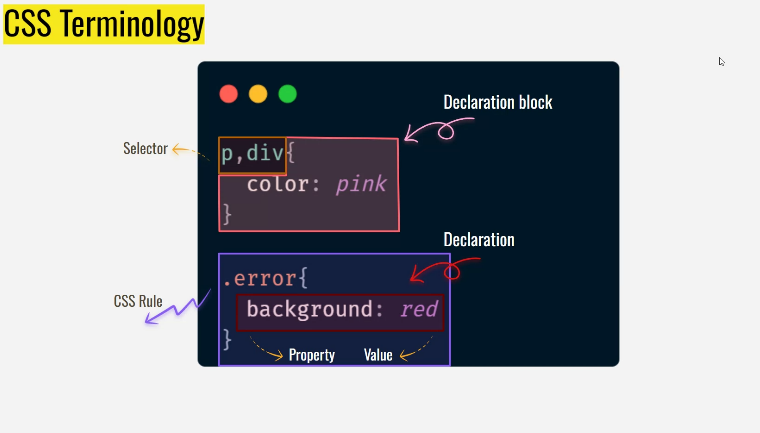 CSS Terminology
Declaration block
Selector
p,div{
color: pink
}
Declaration
.error{
CSS Rule
background: red
}
Property Value